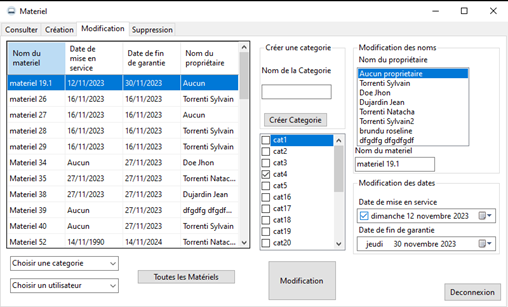 Materiel
Consulter Création Modification Suppression
Nom du materiel Date de mise en service Date de fin de garantie Nom du propriétaire
materiel 19.1 12/11/2023 30/11/2023 Aucun
materiel 26 16/11/2023 16/11/2023 Torrenti Sylvain
materiel 27 16/11/2023 16/11/2023 Torrenti Sylvain
materiel 28 16/11/2023 16/11/2023 Torrenti Sylvain
materiel 29 16/11/2023 16/11/2023 Torrenti Sylvain
materiel 34 Aucun 27/11/2023 Doe Jhon
materiel 35 27/11/2023 27/11/2023 Torrenti Natac...
materiel 38 27/11/2023 27/11/2023 Dujardin Jean
materiel 39 Aucun 27/11/2023 dfgdfg dfgdf...
materiel 40 Aucun 27/11/2023 Torrenti Sylvain
materiel 52 14/11/1990 14/11/2024 Torrenti Natac...
Choisir une categorie
Choisir un utilisateur
Toutes les Matériels
Créer une categorie
Nom de la Categorie
Créer Categorie
cat1
cat2
cat3
cat4
cat5
cat16
cat17
cat18
cat19
cat20
Modification
Modification des noms
Nom du propriétaire
Aucun proprietaire
Torrenti Sylvain
Doe Jhon
Dujardin Jean
Torrenti Natacha
Torrenti Sylvain2
brundu roseline
dfgdfg dfgdfgdf
Nom du materiel
materiel 19.1
Modification des dates
Date de mise en service
dimanche 12 novembre 2023
Date de fin de garantie
jeudi 30 novembre 2023
Deconnexion